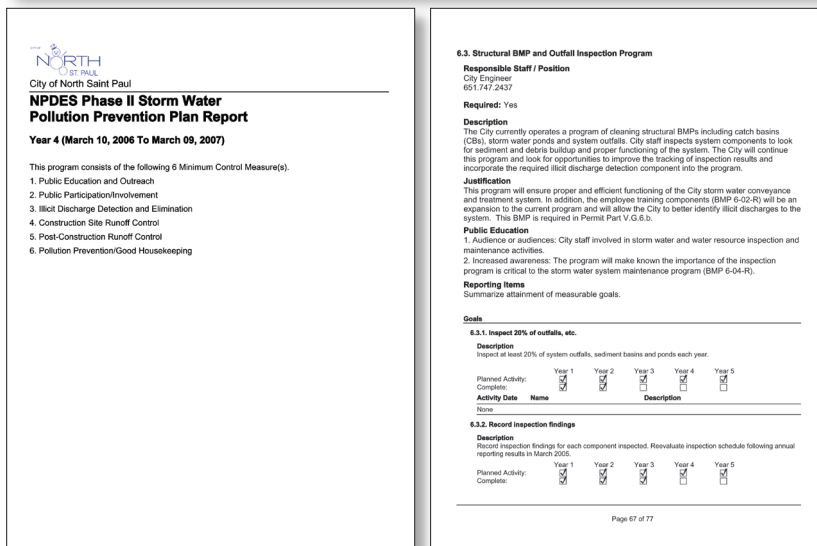 CITY OF
NORTH
ST. PAUL
City of North Saint Paul
NPDES Phase II Storm Water
Pollution Prevention Plan Report
Year 4 (March 10, 2006 To March 09, 2007)
This program consists of the following 6 Minimum Control Measure(s).
1. Public Education and Outreach
2. Public Participation/Involvement
3. Illicit Discharge Detection and Elimination
4. Construction Site Runoff Control
5. Post-Construction Runoff Control
6. Pollution Prevention/Good Housekeeping
6.3. Structural BMP and Outfall Inspection Program
Responsible Staff / Position
City Engineer
651.747.2437
Required: Yes
Description
The City currently operates a program of cleaning structural BMPs including catch basins
(CBs), storm water ponds and system outfalls. City staff inspects system components to look
for sediment and debris buildup and proper functioning of the system. The City will continue
this program and look for opportunities to improve the tracking of inspection results and
incorporate the required illicit discharge detection component into the program.
Justification
This program will ensure proper and efficient functioning of the City storm water conveyance
and treatment system. In addition, the employee training components (BMP 6-02-R) will be an
expansion to the current program and will allow the City to better identify illicit discharges to the
system. This BMP is required in Permit Part V.G.6.b.
Public Education
1. Audience or audiences: City staff involved in storm water and water resource inspection and
maintenance activities.
2. Increased awareness: The program will make known the importance of the inspection
program is critical to the storm water system maintenance program (BMP 6-04-R).
Reporting Items
Summarize attainment of measurable goals.
Goals
6.3.1. Inspect 20% of outfalls, etc.
Description
Inspect at least 20% of system outfalls, sediment basins and ponds each year.
Year 1 Year 2 Year 3 Year 4 Year 5
Planned Activity:
Complete:
Activity Date Name Description
None
6.3.2. Record inspection findings
Description
Record inspection findings for each component inspected. Reevaluate inspection schedule following annual
reporting results in March 2005.
Year 1 Year 2 Year 3 Year 4 Year 5
Planned Activity:
Complete:
Page 67 of 77